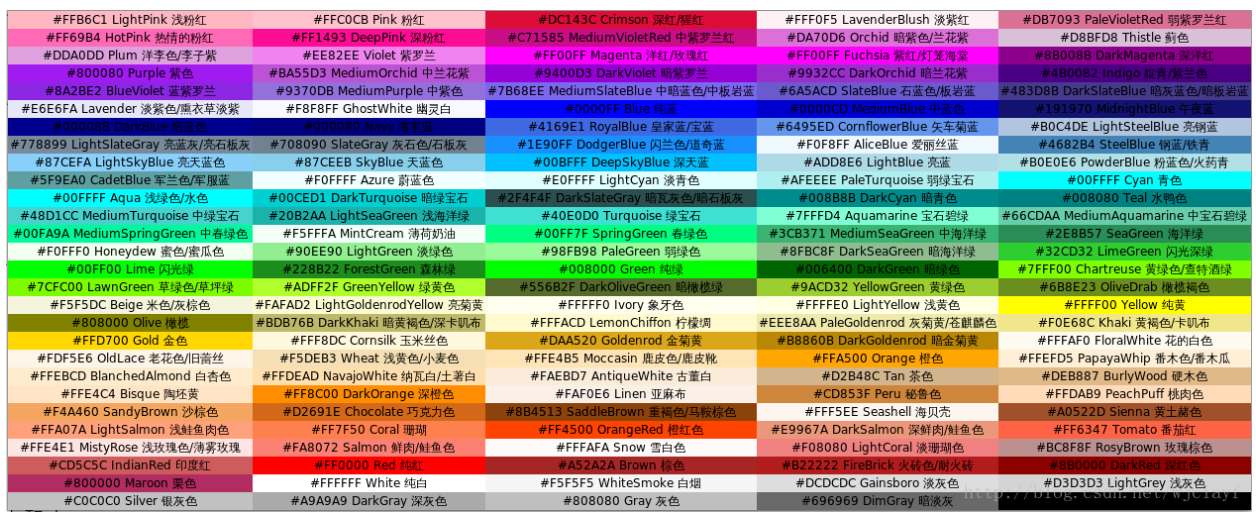 #FFB6C1 LightPink 浅粉红 #FFC0CB Pink 粉红 #DC143C Crimson 深红/猩红 #FFF0F5 LavenderBlush 淡紫红 #DB7093 PaleVioletRed 弱紫罗兰红
#FF69B4 HotPink 热情的粉红 #FF1493 DeepPink 深粉红 #C71585 MediumVioletRed 中紫罗兰红 #DA70D6 Orchid 暗紫色/兰花紫 #D8BFD8 Thistle 蓟色
#DDA0DD Plum 洋李色/李子紫 #EE82EE Violet 紫罗兰 #FF00FF Magenta 洋红/玫瑰红 #FF00FF Fuchsia 紫红/灯笼海棠 #8B008B DarkMagenta 深洋红
#800080 Purple 紫色 #BA55D3 MediumOrchid 中兰花紫 #9400D3 DarkViolet 暗紫罗兰 #9932CC DarkOrchid 暗兰花紫 #4B0082 Indigo 靛青/紫兰色
#8A2BE2 BlueViolet 蓝紫罗兰 #9370DB MediumPurple 中紫色 #7B68EE MediumSlateBlue 中暗蓝色/中板岩蓝 #6A5ACD SlateBlue 石蓝色/板岩蓝 #483D8B DarkSlateBlue 暗灰蓝色/暗板岩蓝
#E6E6FA Lavender 淡紫色/熏衣草淡紫 #F8F8FF GhostWhite 幽灵白 #0000FF Blue 纯蓝 #0000CD MediumBlue 中蓝色 #191970 MidnightBlue 午夜蓝
#00008B DarkBlue 暗蓝色 #000080 Navy 海军蓝 #4169E1 RoyalBlue 皇家蓝/宝蓝 #6495ED CornflowerBlue 矢车菊蓝 #B0C4DE LightSteelBlue 亮钢蓝
#778899 LightSlateGray 亮蓝灰/亮石板灰 #708090 SlateGray 灰石色/石板灰 #1E90FF DodgerBlue 闪兰色/道奇蓝 #F0F8FF AliceBlue 爱丽丝蓝 #4682B4 SteelBlue 钢蓝/铁青
#87CEFA LightSkyBlue 亮天蓝色 #87CEEB SkyBlue 天蓝色 #00BFFF DeepSkyBlue 深天蓝 #ADD8E6 LightBlue 亮蓝 #B0E0E6 PowderBlue 粉蓝色/火药青
#5F9EA0 CadetBlue 军兰色/军服蓝 #F0FFFF Azure 蔚蓝色 #E0FFFF LightCyan 淡青色 #AFEEEE PaleTurquoise 弱绿宝石 #00FFFF Cyan 青色
#00FFFF Aqua 浅绿色/水色 #00CED1 DarkTurquoise 暗绿宝石 #2F4F4F DarkSlateGray 暗瓦灰色/暗石板灰 #008B8B DarkCyan 暗青色 #008080 Teal 水鸭色
#48D1CC MediumTurquoise 中绿宝石 #20B2AA LightSeaGreen 浅海洋绿 #40E0D0 Turquoise 绿宝石 #7FFFD4 Aquamarine 宝石碧绿 #66CDAA MediumAquamarine 中宝石碧绿
#00FA9A MediumSpringGreen 中春绿色 #F5FFFA MintCream 薄荷奶油 #00FF7F SpringGreen 春绿色 #3CB371 MediumSeaGreen 中海洋绿 #2E8B57 SeaGreen 海洋绿
#F0FFF0 Honeydew 蜜色/蜜瓜色 #90EE90 LightGreen 淡绿色 #98FB98 PaleGreen 弱绿色 #8FBC8F DarkSeaGreen 暗海洋绿 #32CD32 LimeGreen 闪光深绿
#00FF00 Lime 闪光绿 #228B22 ForestGreen 森林绿 #008000 Green 纯绿 #006400 DarkGreen 暗绿色 #7FFF00 Chartreuse 黄绿色/查特酒绿
#7CFC00 LawnGreen 草绿色/草坪绿 #ADFF2F GreenYellow 绿黄色 #556B2F DarkOliveGreen 暗橄榄绿 #9ACD32 YellowGreen 黄绿色 #6B8E23 OliveDrab 橄榄褐色
#F5F5DC Beige 米色/灰棕色 #FAFAD2 LightGoldenrodYellow 亮菊黄 #FFFFF0 Ivory 象牙色 #FFFFE0 LightYellow 浅黄色 #FFFF00 Yellow 纯黄
#808000 Olive 橄榄 #BDB76B DarkKhaki 暗黄褐色/深卡叽布 #FFFACD LemonChiffon 柠檬绸 #EEE8AA PaleGoldenrod 灰菊黄/苍麒麟色 #F0E68C Khaki 黄褐色/卡叽布
#FFD700 Gold 金色 #FFF8DC Cornsilk 玉米丝色 #DAA520 Goldenrod 金菊黄 #B8860B DarkGoldenrod 暗金菊黄 #FFFAF0 FloralWhite 花的白色
#FDF5E6 OldLace 老花色/旧蕾丝 #F5DEB3 Wheat 浅黄色/小麦色 #FFE4B5 Moccasin 鹿皮色/鹿皮靴 #FFA500 Orange 橙色 #FFEFD5 PapayaWhip 番木色/番木瓜
#FFEBCD BlanchedAlmond 白杏色 #FFDEAD NavajoWhite 纳瓦白/土著白 #FAEBD7 AntiqueWhite 古董白 #D2B48C Tan 茶色 #DEB887 BurlyWood 硬木色
#FFE4C4 Bisque 陶坯黄 #FF8C00 DarkOrange 深橙色 #FAF0E6 Linen 亚麻布 #CD853F Peru 秘鲁色 #FFDAB9 PeachPuff 桃肉色
#F4A460 SandyBrown 沙棕色 #D2691E Chocolate 巧克力色 #8B4513 SaddleBrown 重褐色/马鞍棕色 #FFF5EE Seashell 海贝壳 #A0522D Sienna 黄土赭色
#FFA07A LightSalmon 浅鲑鱼肉色 #FF7F50 Coral 珊瑚 #FF4500 OrangeRed 橙红色 #E9967A DarkSalmon 深鲜肉/鲑鱼色 #FF6347 Tomato 番茄红
#FFE4E1 MistyRose 浅玫瑰色/薄雾玫瑰 #FA8072 Salmon 鲜肉/鲑鱼色 #FFFAFA Snow 雪白色 #F08080 LightCoral 淡珊瑚色 #BC8F8F RosyBrown 玫瑰棕色
#CD5C5C IndianRed 印度红 #FF0000 Red 纯红 #A52A2A Brown 棕色 #B22222 FireBrick 火砖色/耐火砖 #BB0000 DarkRed 深红色
#800000 Maroon 栗色 #FFFFFF White 纯白 #F5F5F5 WhiteSmoke 白烟 #DCDCDC Gainsboro 淡灰色 #D3D3D3 LightGrey 浅灰色
#C0C0C0 Silver 银灰色 #A9A9A9 DarkGray 深灰色 #808080 Gray 灰色 #696969 DimGray 暗淡灰